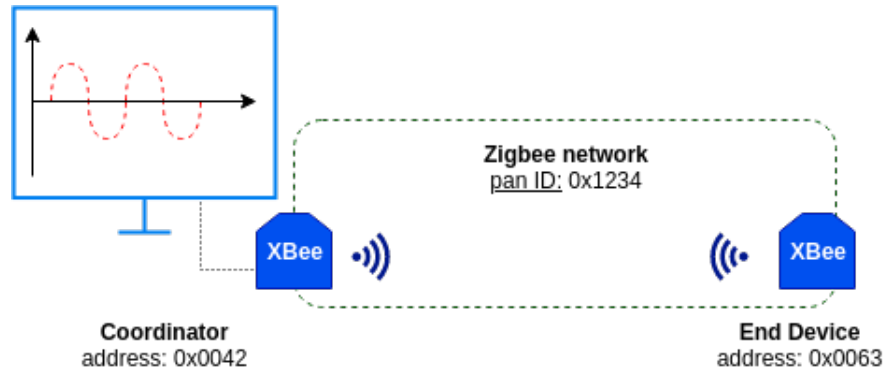 Zigbee network
pan ID: 0x1234
XBee
XBee
Coordinator
address: 0x0042
End Device
address: 0x0063